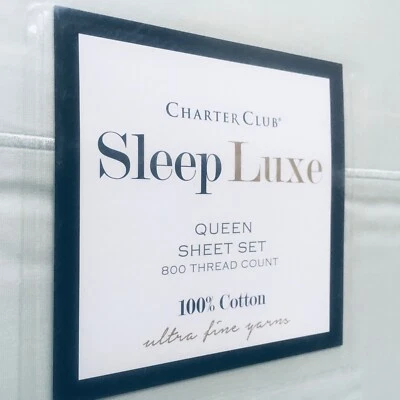 CHARTER CLUB®
Sleep Luxe
QUEEN
SHEET SET
800 THREAD COUNT
100% Cotton
ultra fine yarns